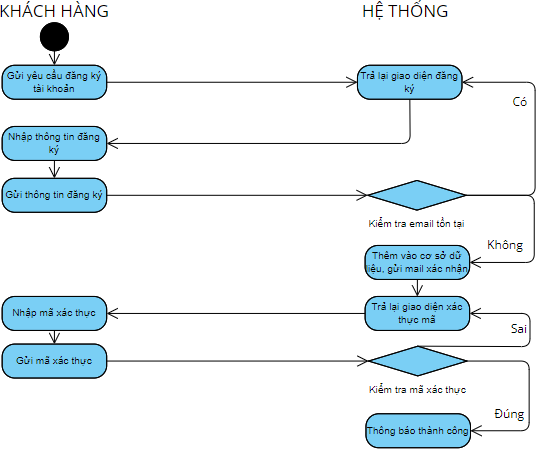 KHÁCH HÀNG
HỆ THỐNG
Gửi yêu cầu đăng ký
tài khoản
Trả lại giao diện đăng
ký
Có
Nhập thông tin đăng
ký
Gửi thông tin đăng ký
Kiểm tra email tồn tại
Không
Thêm vào cơ sở dữ
liệu, gửi mail xác nhận
Nhập mã xác thực
Trả lại giao diện xác
thực mã
Sai
Gửi mã xác thực
Kiểm tra mã xác thực
Đúng
Thông báo thành công